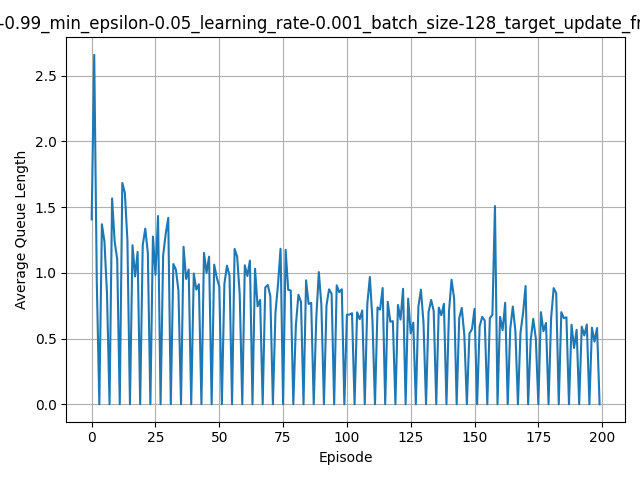 -0.99_min_epsilon-0.05_learning_rate-0.001_batch_size-128_target_update_fr
2.5
2.0
1.5
1.0
0.5
0.0
Average Queue Length
0 25 50 75 100 125 150 175 200
Episode